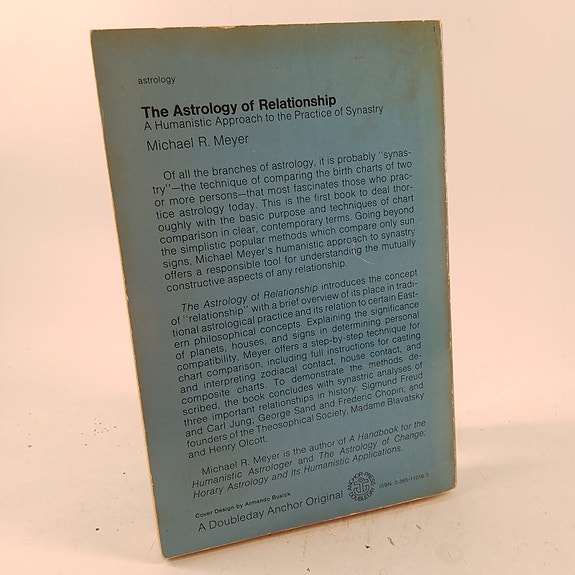 astrology
The Astrology of Relationship
A Humanistic Approach to the Practice of Synastry
Michael R. Meyer
Of all the branches of astrology, it is probably "synas-
try"—the technique of comparing the birth charts of two
or more persons—that most fascinates those who prac-
tice astrology today. This is the first book to deal thor-
oughly with the basic purpose and techniques of chart
comparison in clear, contemporary terms. Going beyond
the simplistic popular methods which compare only sun
signs, Michael Meyer's humanistic approach to synastry
offers a responsible tool for understanding the mutually
constructive aspects of any relationship.
The Astrology of Relationship introduces the concept
of "relationship" with a brief overview of its place in tradi-
tional astrological practice and its relation to certain East-
ern philosophical concepts. Explaining the significance
of planets, houses, and signs in determining personal
compatibility, Meyer offers a step-by-step technique for
chart comparison, including full instructions for casting
and interpreting zodiacal contact, house contact, and
composite charts. To demonstrate the methods de-
scribed, the book concludes with synastric analyses of
three important relationships in history: Sigmund Freud
and Carl Jung; George Sand and Frederic Chopin; and
founders of the Theosophical Society, Madame Blavatsky
and Henry Olcott.
Michael R. Meyer is the author of A Handbook for the
Humanistic Astrologer and The Astrology of Change:
Horary Astrology and Its Humanistic Applications.
Cover Design by Armando Busick
A Doubleday Anchor Original
ANCHOR PRESS
DOUBLEDAY
ISBN: